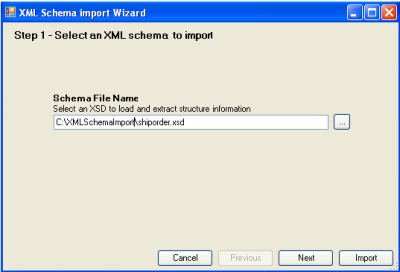 XML Schema import Wizard
Step 1 - Select an XML schema to import
Schema File Name
Select an XSD to load and extract structure information
C:\XMLSchemaImport\shiporder.xsd
...
Cancel Previous Next Import